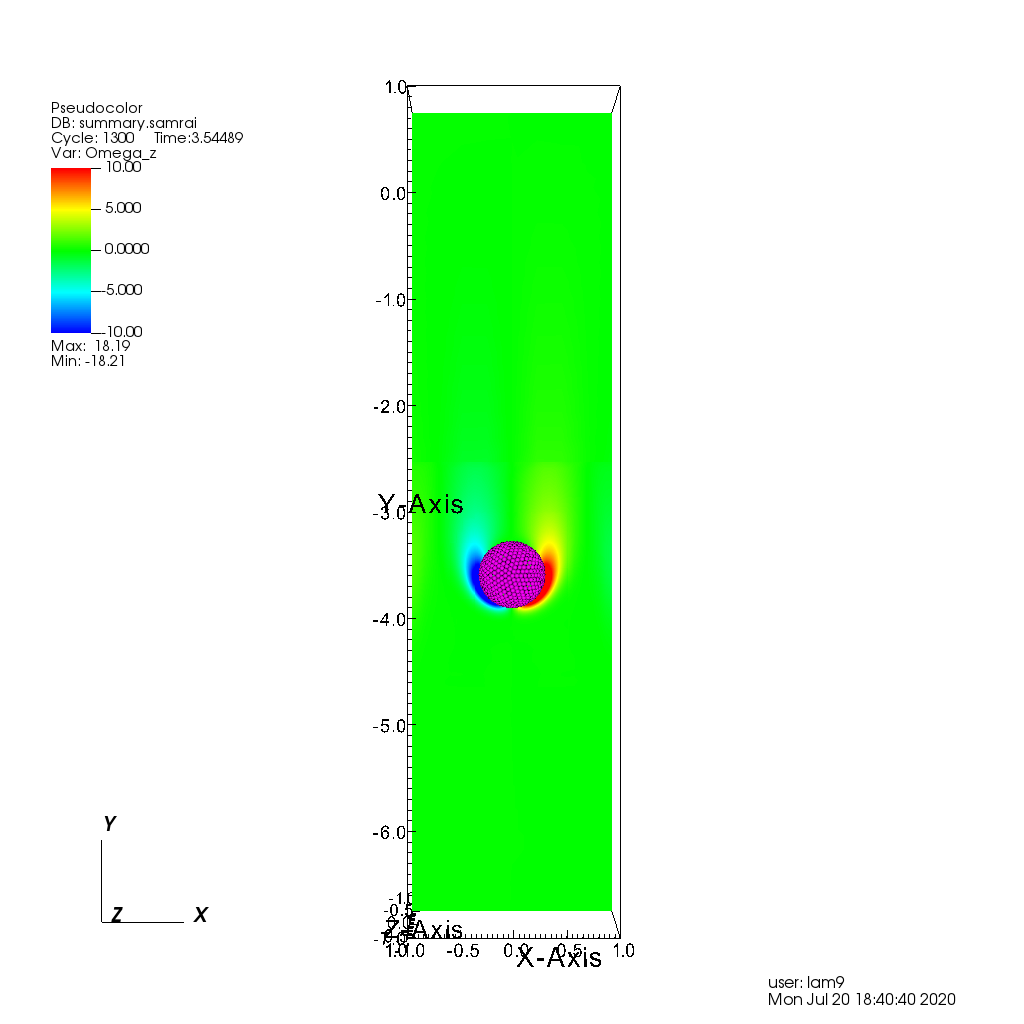 Pseudocolor
DB: summary.samrai
Cycle: 1300 Time:3.54489
Var: Omega_z
10.00
5.000
0.0000
-5.000
-10.00
Max: 18.19
Min: -18.21
1.0
0.0
-1.0
-2.0
Y-Axis
-3.0
-4.0
-5.0
-6.0
Z-Axis
-0.5 0.0 0.5 1.0
X-Axis
Y
Z X
user: lam9
Mon Jul 20 18:40:40 2020